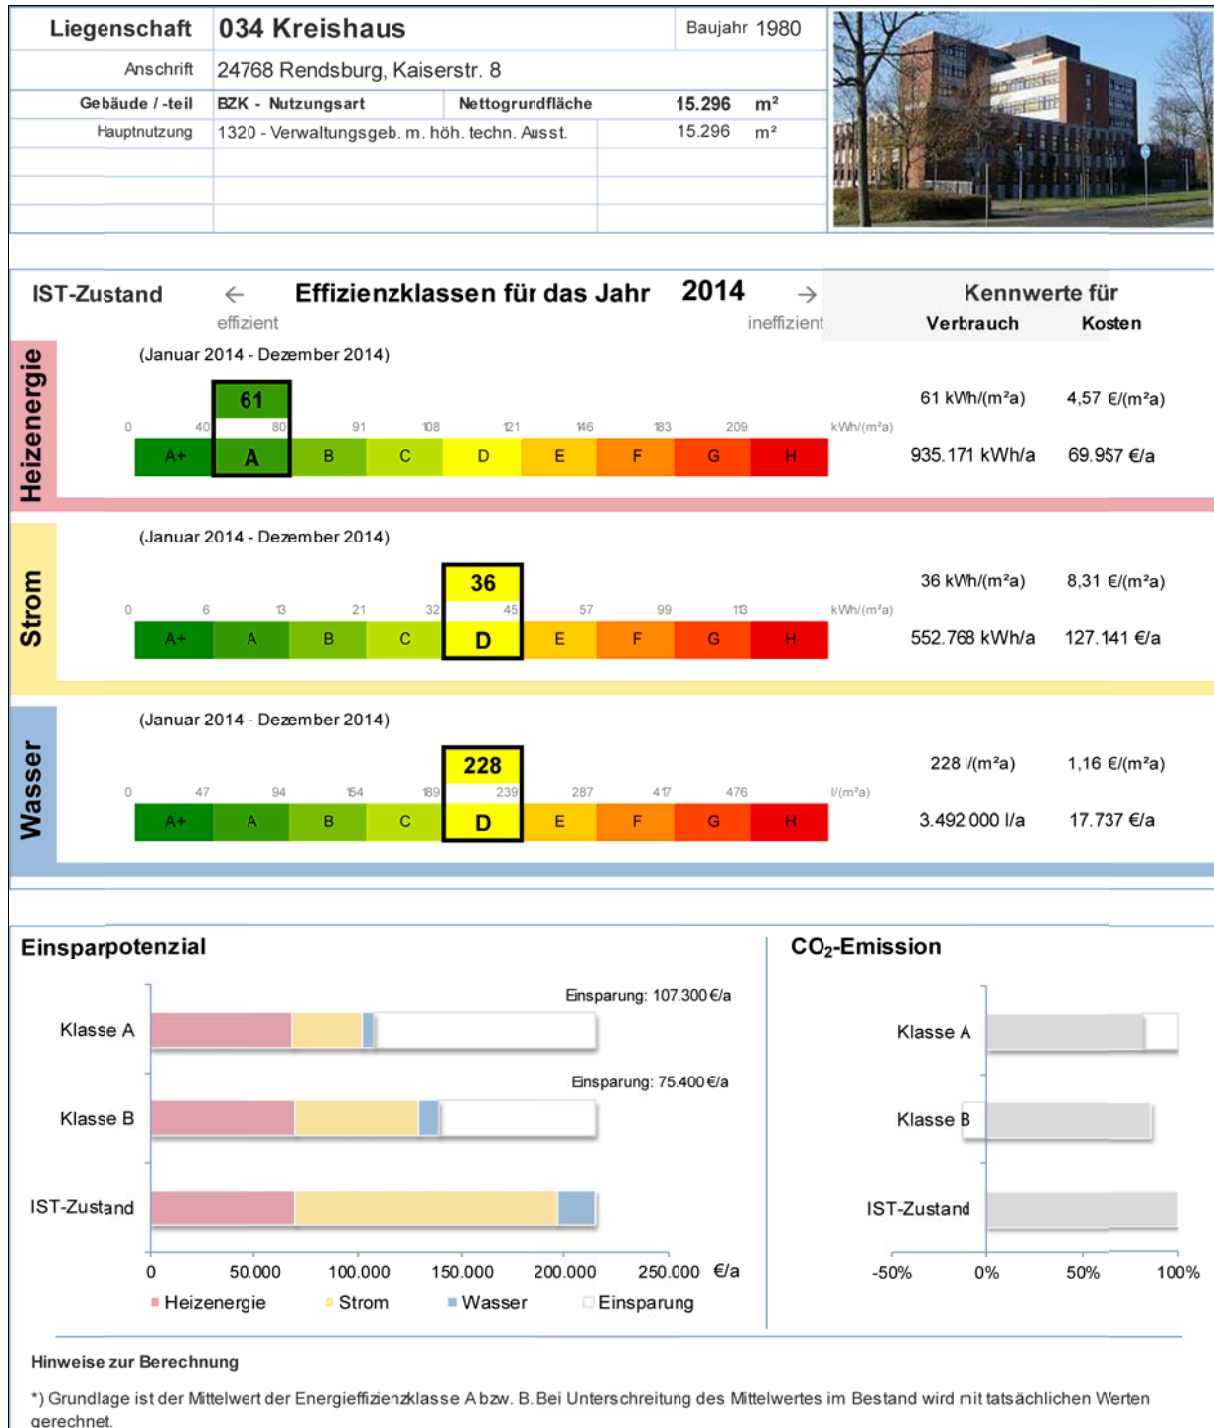 Liegenschaft 034 Kreishaus Baujahr 1980
Anschrift 24768 Rendsburg, Kaiserstr. 8
Gebäude / -teil BZK - Nutzungsart Nettogrundfläche 15.296 m²
Hauptnutzung 1320 - Verwaltungsgeb. m. höh. techn. Ausst. 15.296 m²
IST-Zustand ← Effizienzklassen für das Jahr 2014 → Kennwerte für
effizient ineffizient Verbrauch Kosten
Heizenergie
(Januar 2014 - Dezember 2014)
61 61 kWh/(m²a) 4,57 €/(m²a)
0 40 80 91 108 121 146 183 209 kWh/(m²a)
A+ A B C D E F G H 935.171 kWh/a 69.957 €/a
Strom
(Januar 2014 - Dezember 2014)
36 36 kWh/(m²a) 8,31 €/(m²a)
0 6 13 21 32 45 57 99 113 kWh/(m²a)
A+ A B C D E F G H 552.768 kWh/a 127.141 €/a
Wasser
(Januar 2014 - Dezember 2014)
228 228 l/(m²a) 1,16 €/(m²a)
0 47 94 154 189 239 287 417 476 l/(m²a)
A+ A B C D E F G H 3.492.000 l/a 17.737 €/a
Einsparpotenzial
Einsparung: 107.300 €/a
Klasse A
Einsparung: 75.400 €/a
Klasse B
IST-Zustand
0 50.000 100.000 150.000 200.000 250.000 €/a
Heizenergie Strom Wasser Einsparung
CO₂-Emission
Klasse A
Klasse B
IST-Zustand
-50% 0% 50% 100%
Hinweise zur Berechnung
*) Grundlage ist der Mittelwert der Energieffizienzklasse A bzw. B. Bei Unterschreitung des Mittelwertes im Bestand wird mit tatsächlichen Werten
gerechnet.